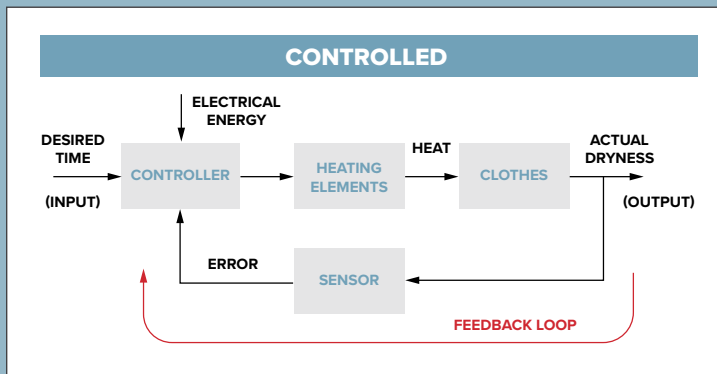 CONTROLLED
ELECTRICAL
ENERGY
DESIRED
TIME
(INPUT)
CONTROLLER
HEATING
ELEMENTS
HEAT
CLOTHES
ACTUAL
DRYNESS
(OUTPUT)
ERROR
SENSOR
FEEDBACK LOOP